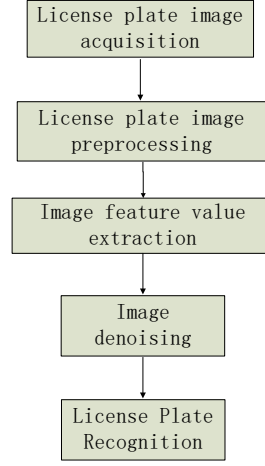 License plate image
acquisition
License plate image
preprocessing
Image feature value
extraction
Image
denoising
License Plate
Recognition